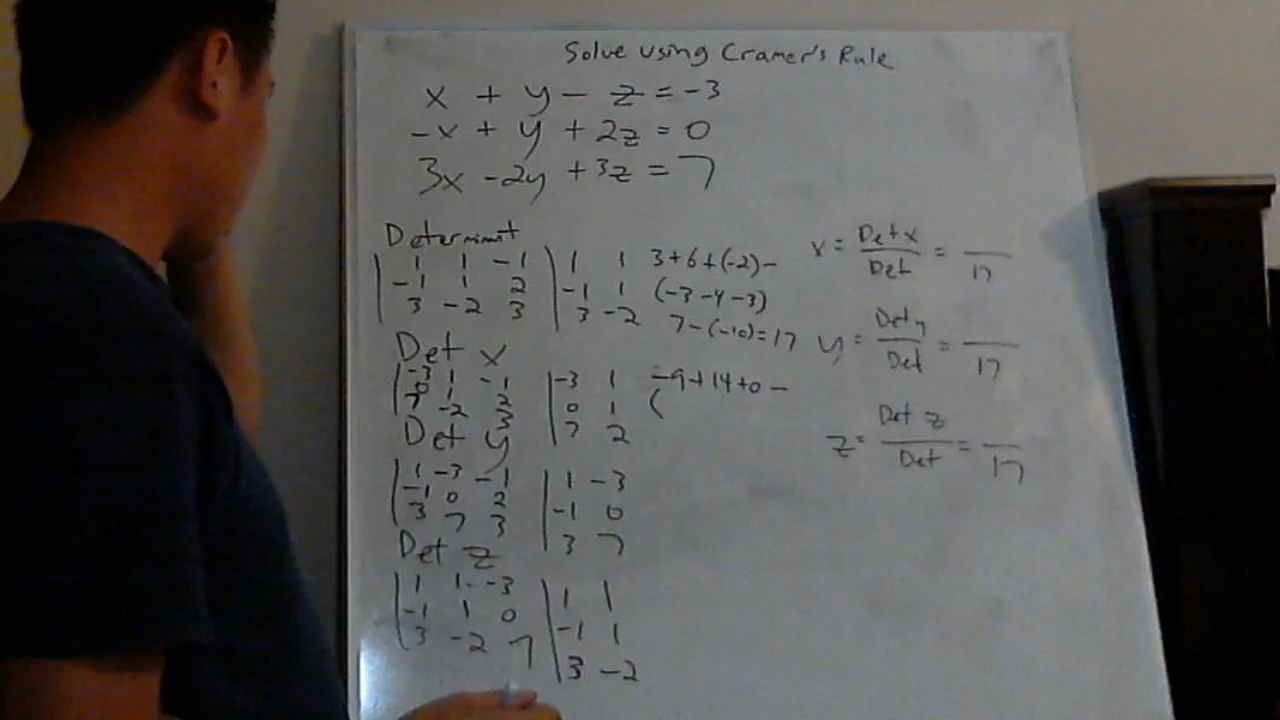 Solve using Cramer's Rule
x + y - z = -3
-x + y + 2z = 0
3x - 2y + 3z = 7
Determinant
| 1 1 -1 | 1 1 3+6+(-2)-
| -1 1 2 | -1 1 (-3-4-3)
| 3 -2 3 | 3 -2 7-(-10)=17
Det x
| -3 1 -1 | -3 1 -9+14+0-
| 0 1 2 | 0 1 (
| 7 -2 3 | 7 2
Det y
| 1 -3 -1 | 1 -3
| -1 0 2 | -1 0
| 3 7 3 | 3 7
Det z
| 1 1 -3 | 1 1
| -1 1 0 | -1 1
| 3 -2 7 | 3 -2
x = Det x / Det = / 17
y = Det y / Det = / 17
z = Det z / Det = / 17